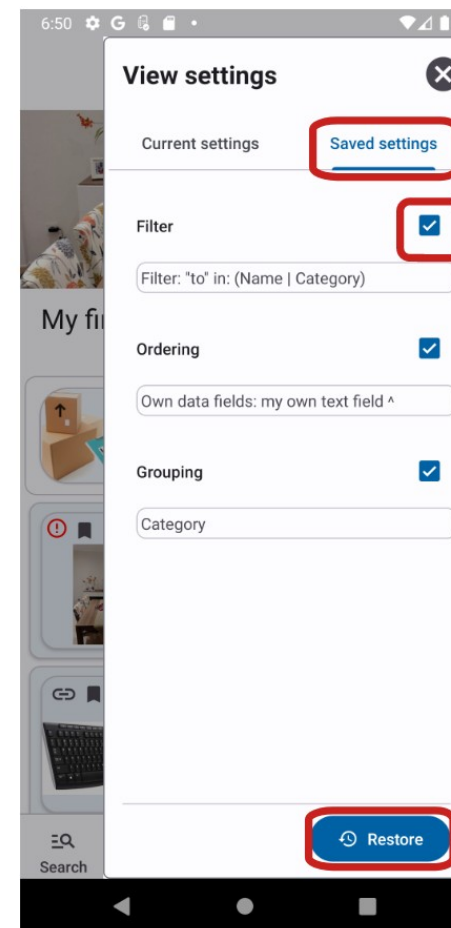 6:50
View settings
Current settings
Saved settings
Filter
Filter: "to" in: (Name | Category)
My fi
Ordering
Own data fields: my own text field ^
Grouping
Category
Restore
Search